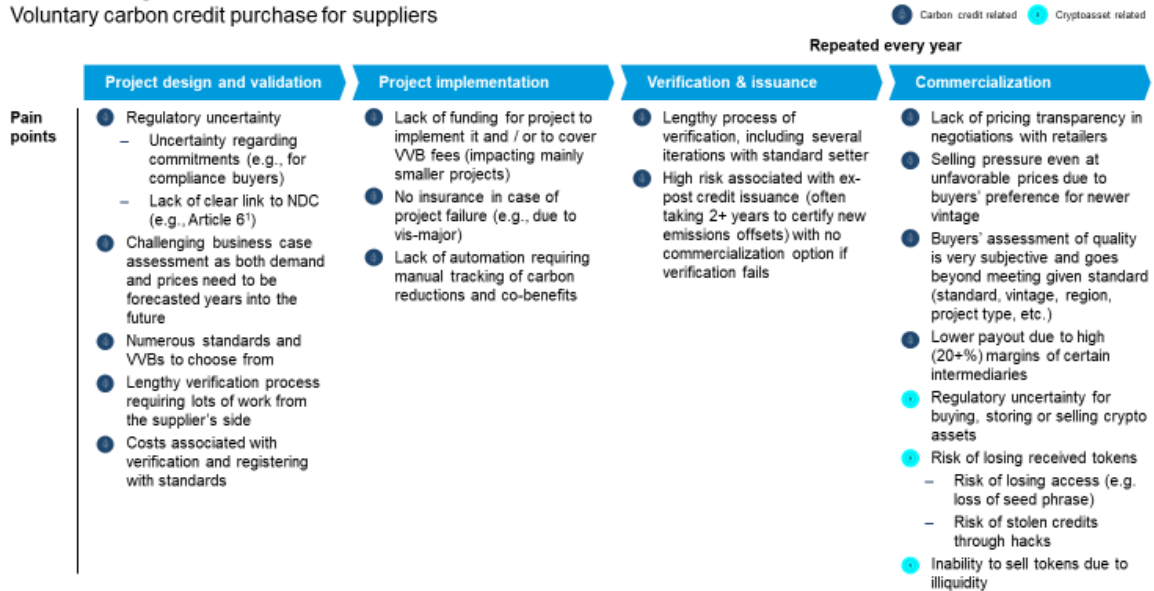 Voluntary carbon credit purchase for suppliers
Carbon credit related
Cryptoasset related
Repeated every year
Project design and validation
Project implementation
Verification & issuance
Commercialization
Pain
points
Regulatory uncertainty
– Uncertainty regarding
commitments (e.g., for
compliance buyers)
– Lack of clear link to NDC
(e.g., Article 6¹)
Challenging business case
assessment as both demand
and prices need to be
forecasted years into the
future
Numerous standards and
VVBs to choose from
Lengthy verification process
requiring lots of work from
the supplier's side
Costs associated with
verification and registering
with standards
Lack of funding for project to
implement it and / or to cover
VVB fees (impacting mainly
smaller projects)
No insurance in case of
project failure (e.g., due to
vis-major)
Lack of automation requiring
manual tracking of carbon
reductions and co-benefits
Lengthy process of
verification, including several
iterations with standard setter
High risk associated with ex-
post credit issuance (often
taking 2+ years to certify new
emissions offsets) with no
commercialization option if
verification fails
Lack of pricing transparency in
negotiations with retailers
Selling pressure even at
unfavorable prices due to
buyers' preference for newer
vintage
Buyers' assessment of quality
is very subjective and goes
beyond meeting given standard
(standard, vintage, region,
project type, etc.)
Lower payout due to high
(20+%) margins of certain
intermediaries
Regulatory uncertainty for
buying, storing or selling crypto
assets
Risk of losing received tokens
– Risk of losing access (e.g.
loss of seed phrase)
– Risk of stolen credits
through hacks
Inability to sell tokens due to
illiquidity